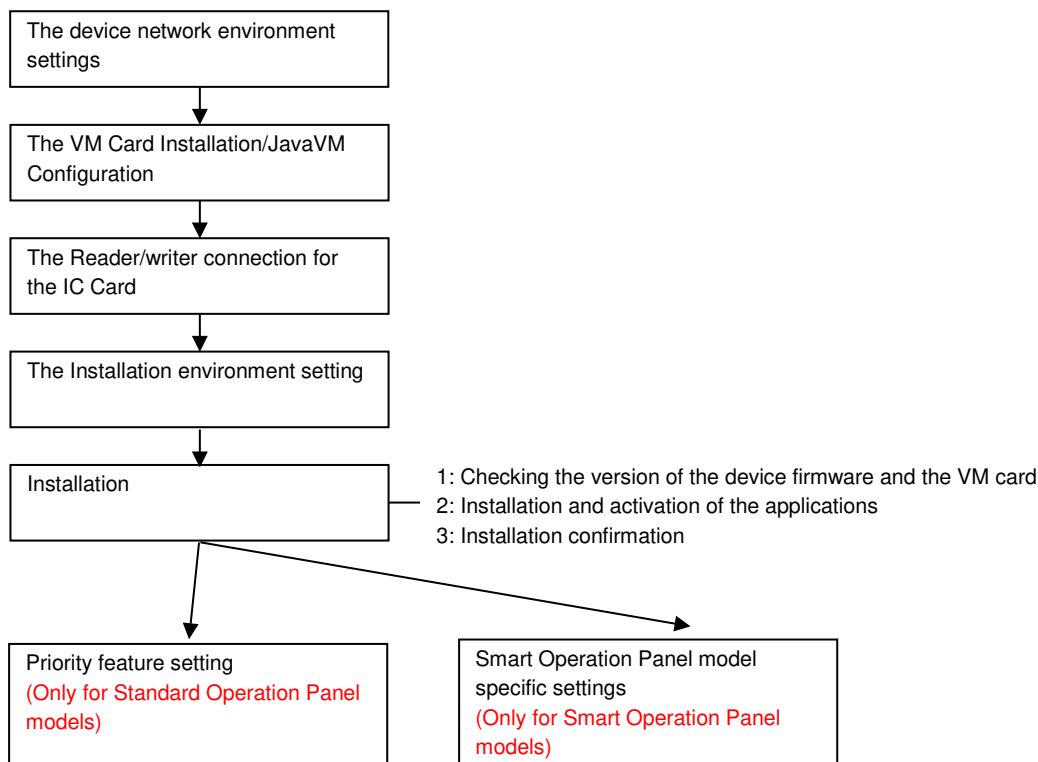 The device network environment
settings
The VM Card Installation/JavaVM
Configuration
The Reader/writer connection for
the IC Card
The Installation environment setting
Installation
1: Checking the version of the device firmware and the VM card
2: Installation and activation of the applications
3: Installation confirmation
Priority feature setting
(Only for Standard Operation Panel
models)
Smart Operation Panel model
specific settings
(Only for Smart Operation Panel
models)